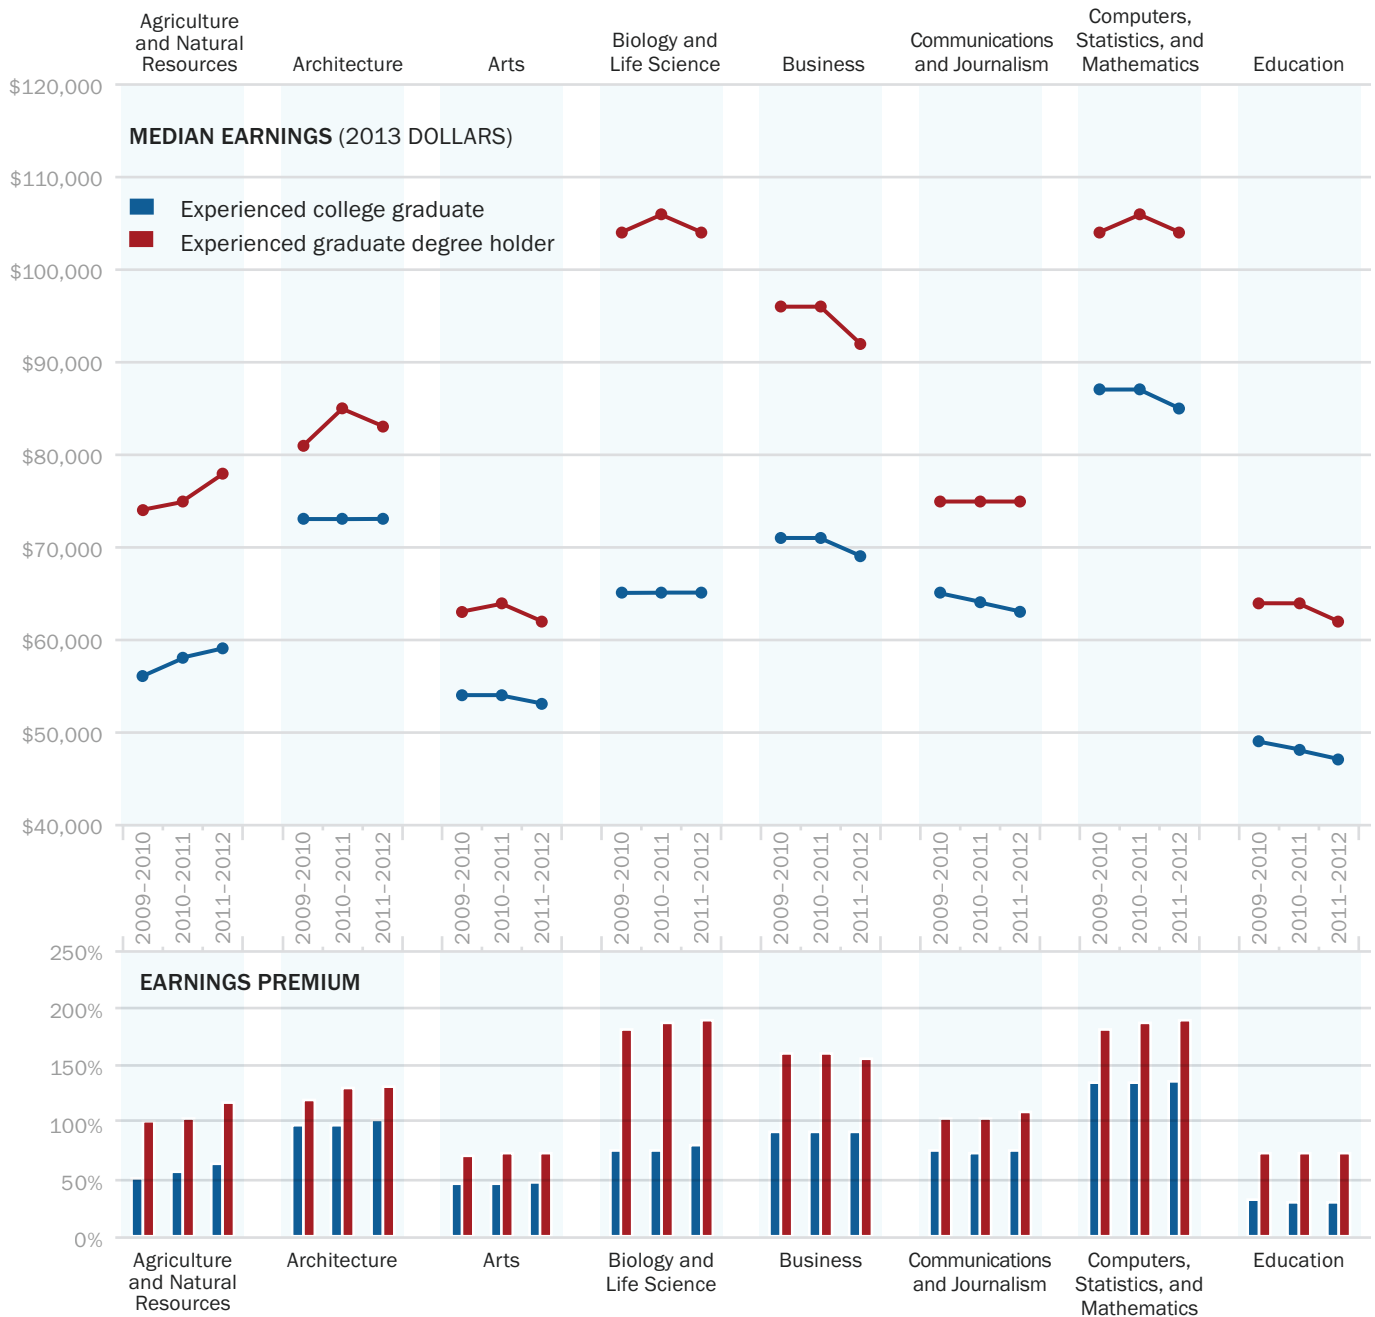 Agriculture
and Natural
Resources
Architecture
Arts
Biology and
Life Science
Business
Communications
and Journalism
Computers,
Statistics, and
Mathematics
Education
$120,000
MEDIAN EARNINGS (2013 DOLLARS)
$110,000
Experienced college graduate
Experienced graduate degree holder
$100,000
$90,000
$80,000
$70,000
$60,000
$50,000
$40,000
2009–2010
2010–2011
2011–2012
2009–2010
2010–2011
2011–2012
2009–2010
2010–2011
2011–2012
2009–2010
2010–2011
2011–2012
2009–2010
2010–2011
2011–2012
2009–2010
2010–2011
2011–2012
2009–2010
2010–2011
2011–2012
2009–2010
2010–2011
2011–2012
250%
EARNINGS PREMIUM
200%
150%
100%
50%
0%
Agriculture
and Natural
Resources
Architecture
Arts
Biology and
Life Science
Business
Communications
and Journalism
Computers,
Statistics, and
Mathematics
Education